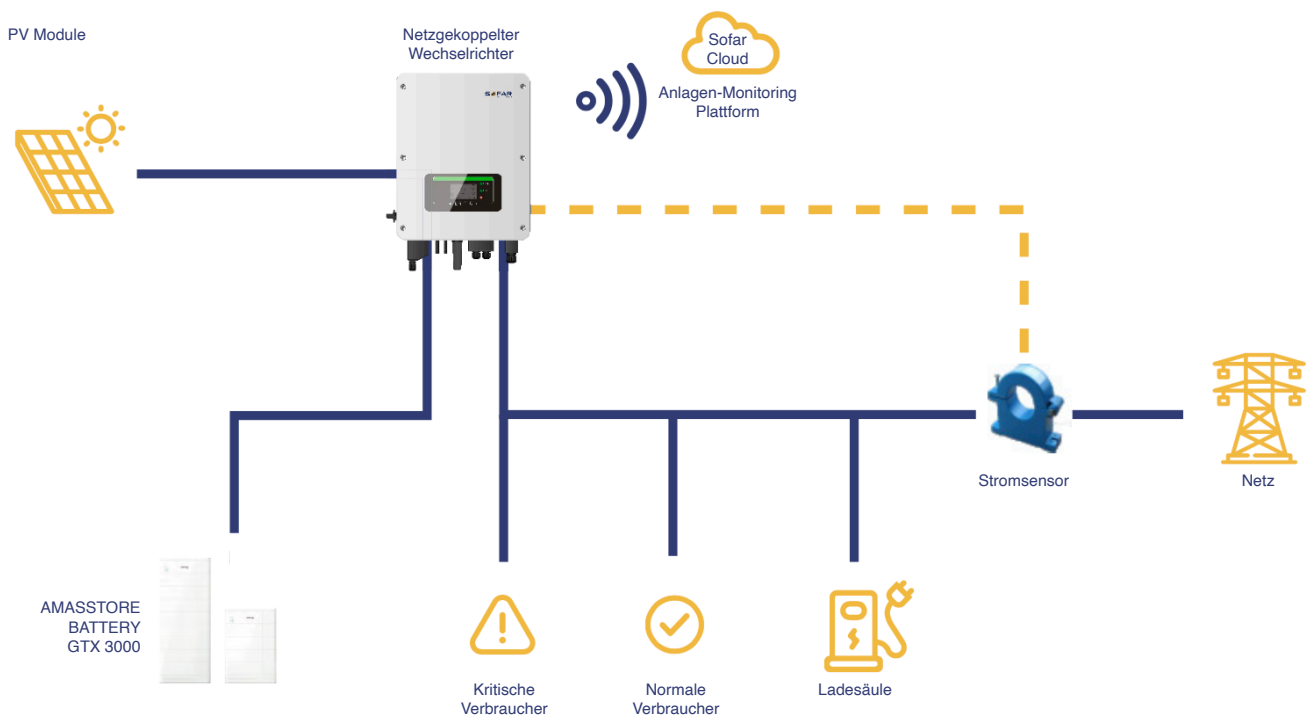 PV Module
Netzgekoppelter
Wechselrichter
Sofar
Cloud
Anlagen-Monitoring
Plattform
SOFAR
Stromsensor
Netz
AMASSTORE
BATTERY
GTX 3000
Kritische
Verbraucher
Normale
Verbraucher
Ladesäule